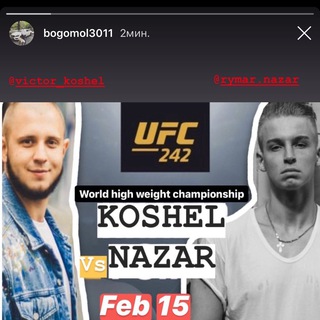 bogomol3011 2мин.
@victor_koshel @rymar.nazar
UFC
242
World high weight championship
KOSHEL
Vs NAZAR
Feb 15